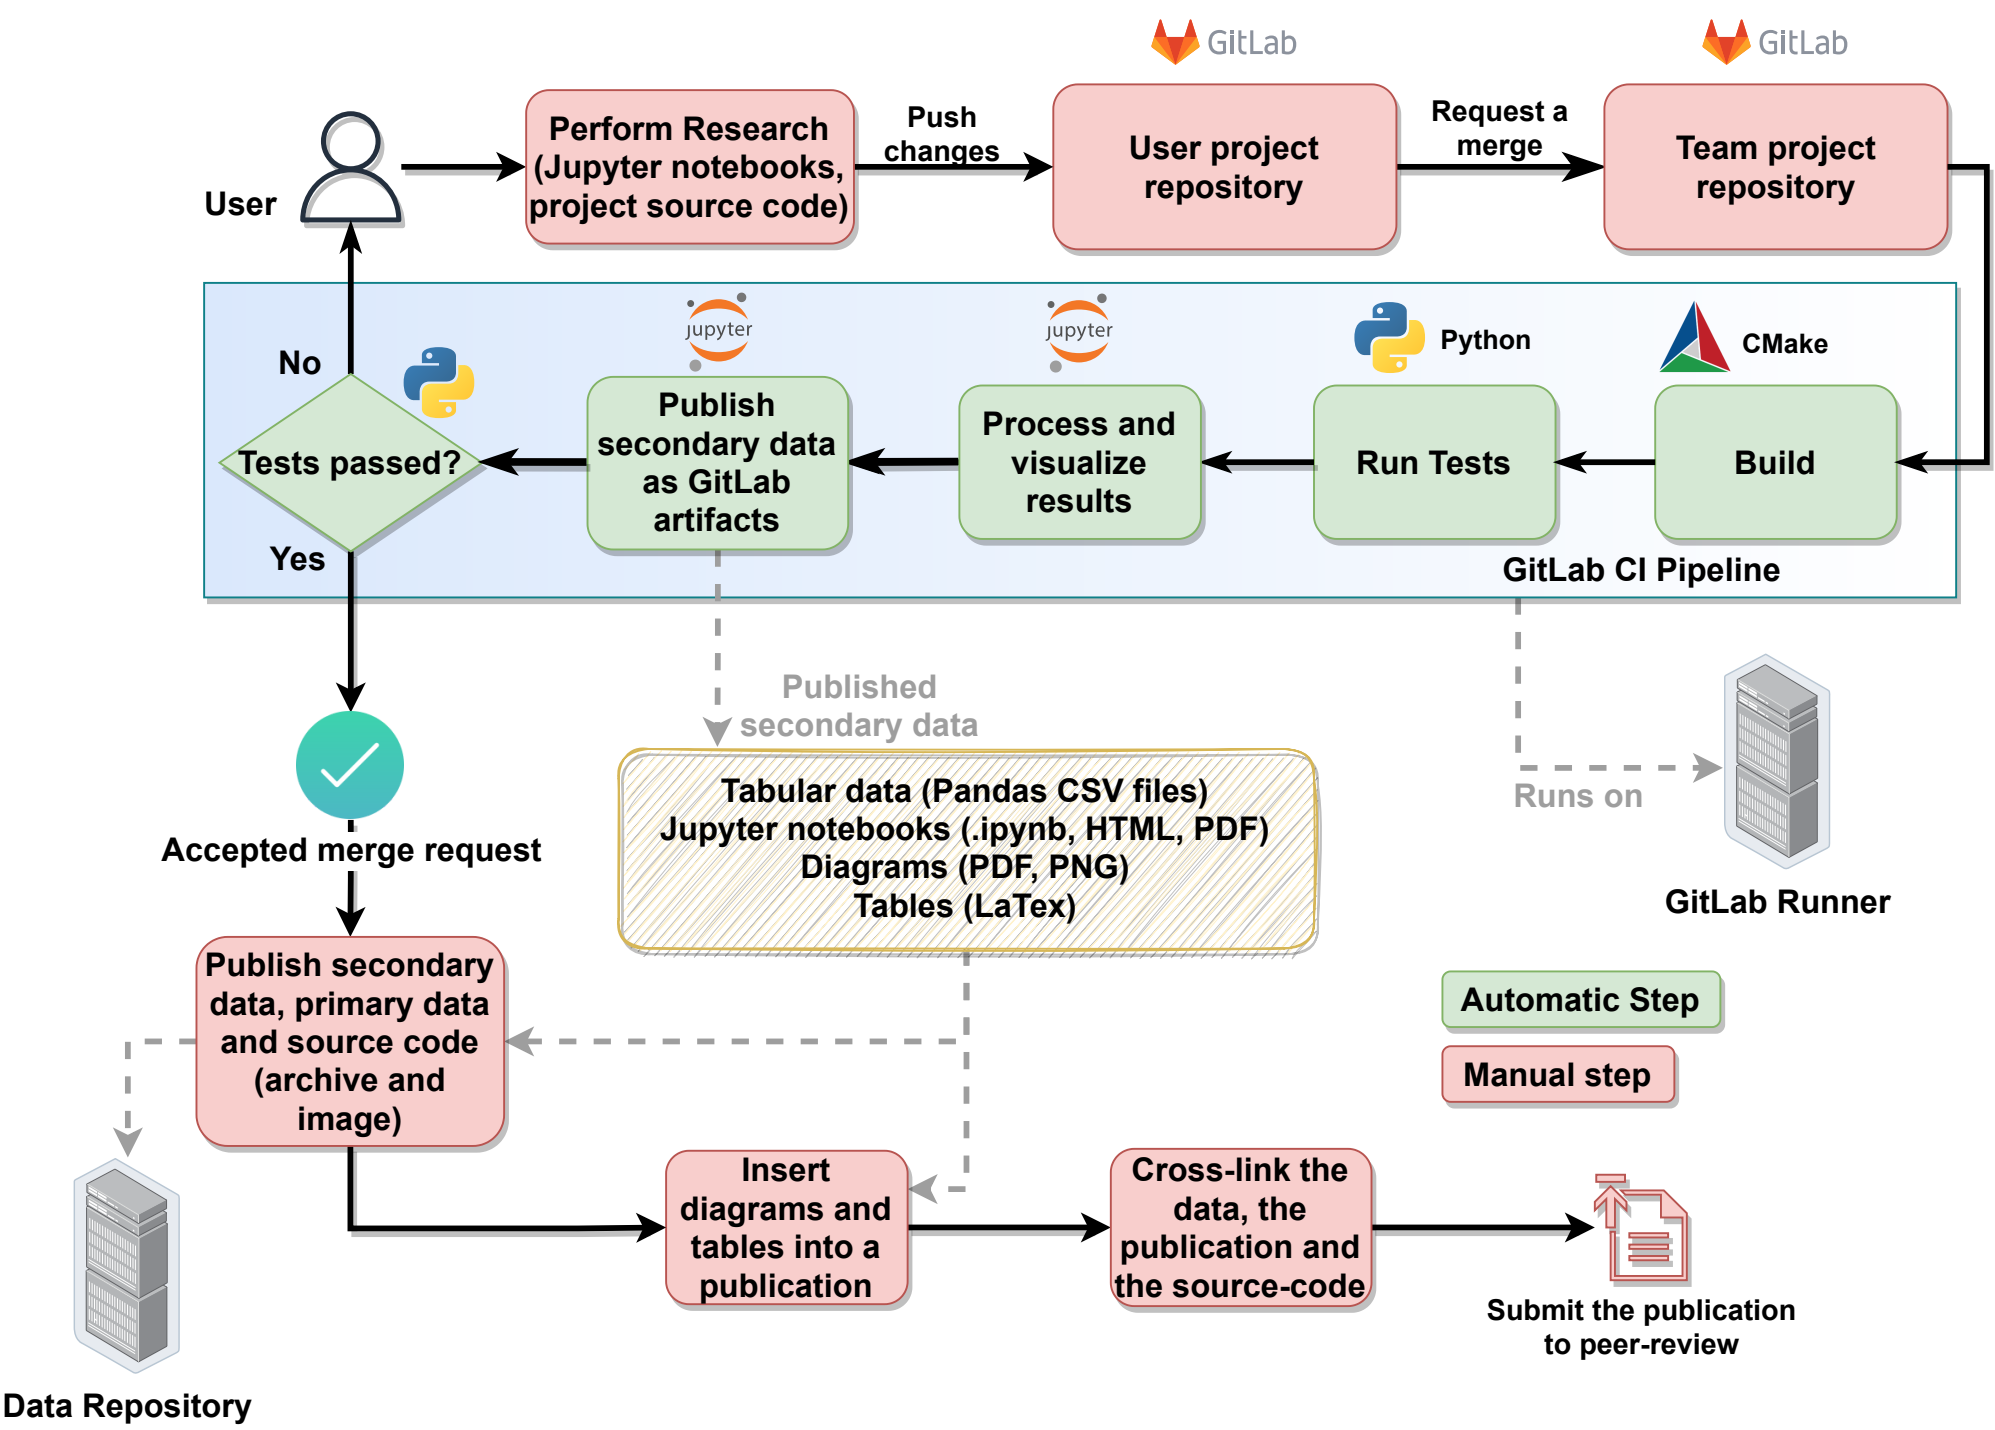 GitLab
GitLab
User
Perform Research
(Jupyter notebooks,
project source code)
Push
changes
User project
repository
Request a
merge
Team project
repository
No
Jupyter
Jupyter
Python
CMake
Tests passed?
Publish
secondary data
as GitLab
artifacts
Process and
visualize
results
Run Tests
Build
Yes
GitLab CI Pipeline
Published
secondary data
Runs on
GitLab Runner
Tabular data (Pandas CSV files)
Jupyter notebooks (.ipynb, HTML, PDF)
Diagrams (PDF, PNG)
Tables (LaTex)
Accepted merge request
Publish secondary
data, primary data
and source code
(archive and
image)
Automatic Step
Manual step
Insert
diagrams and
tables into a
publication
Cross-link the
data, the
publication and
the source-code
Submit the publication
to peer-review
Data Repository